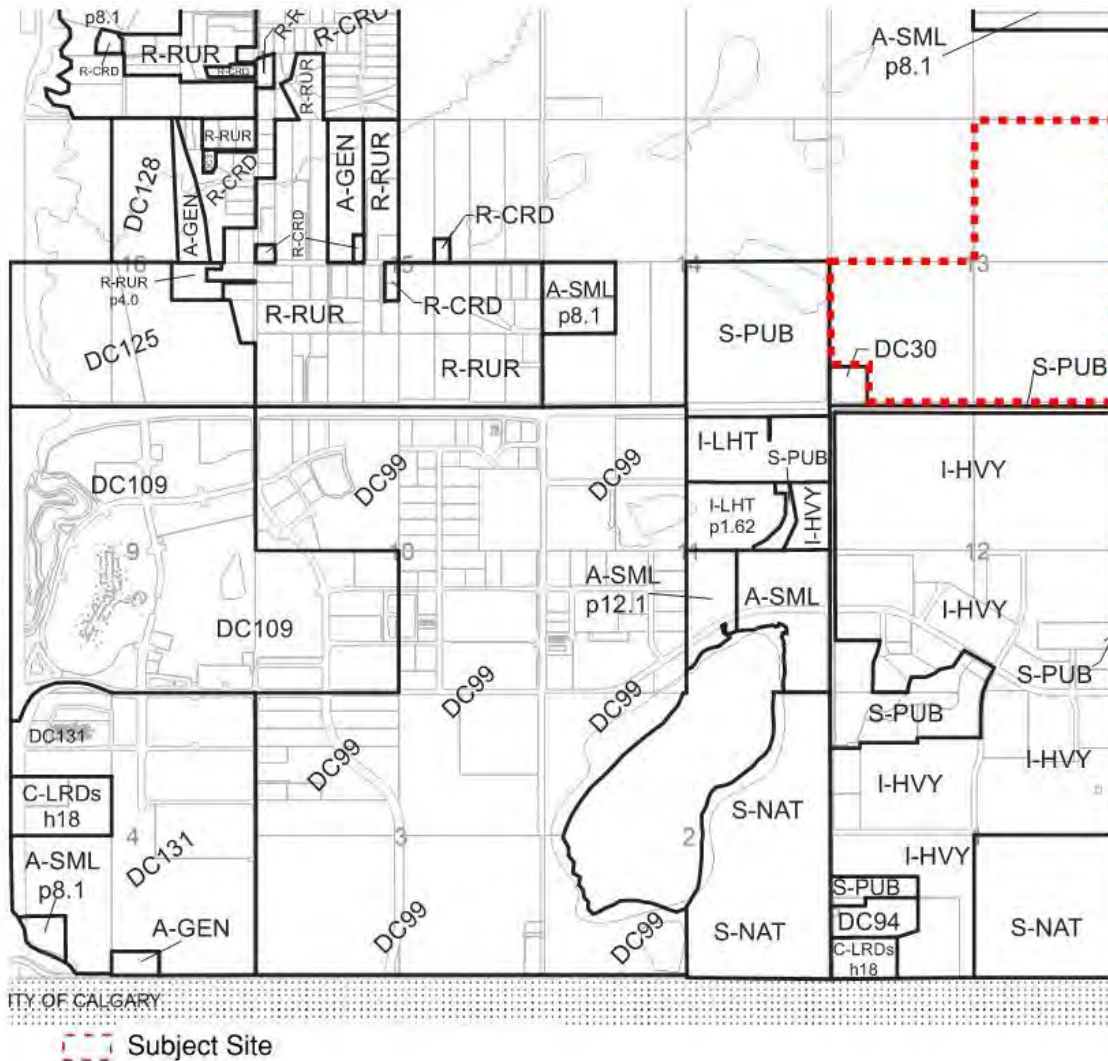 p8.1
R-RUR
R-CRD
R-CRD
R-CRD
R-RUR
A-SML
p8.1
R-RUR
R-CRD
DC128
A-GEN
A-GEN
R-RUR
R-CRD
R-CRD
16
15
14
13
R-RUR
p4.0
R-RUR
R-CRD
A-SML
p8.1
DC125
R-RUR
S-PUB
DC30
S-PUB
DC109
DC99
DC99
I-LHT
S-PUB
I-HVY
I-LHT
p1.62
I-HVY
9
10
11
12
A-SML
p12.1
A-SML
I-HVY
DC109
DC99
DC99
S-PUB
S-PUB
DC131
DC99
I-HVY
I-HVY
C-LRDs
h18
S-NAT
4
3
2
DC131
I-HVY
A-SML
p8.1
S-PUB
A-GEN
DC99
DC99
S-NAT
DC94
S-NAT
C-LRDs
h18
ITY OF CALGARY
Subject Site